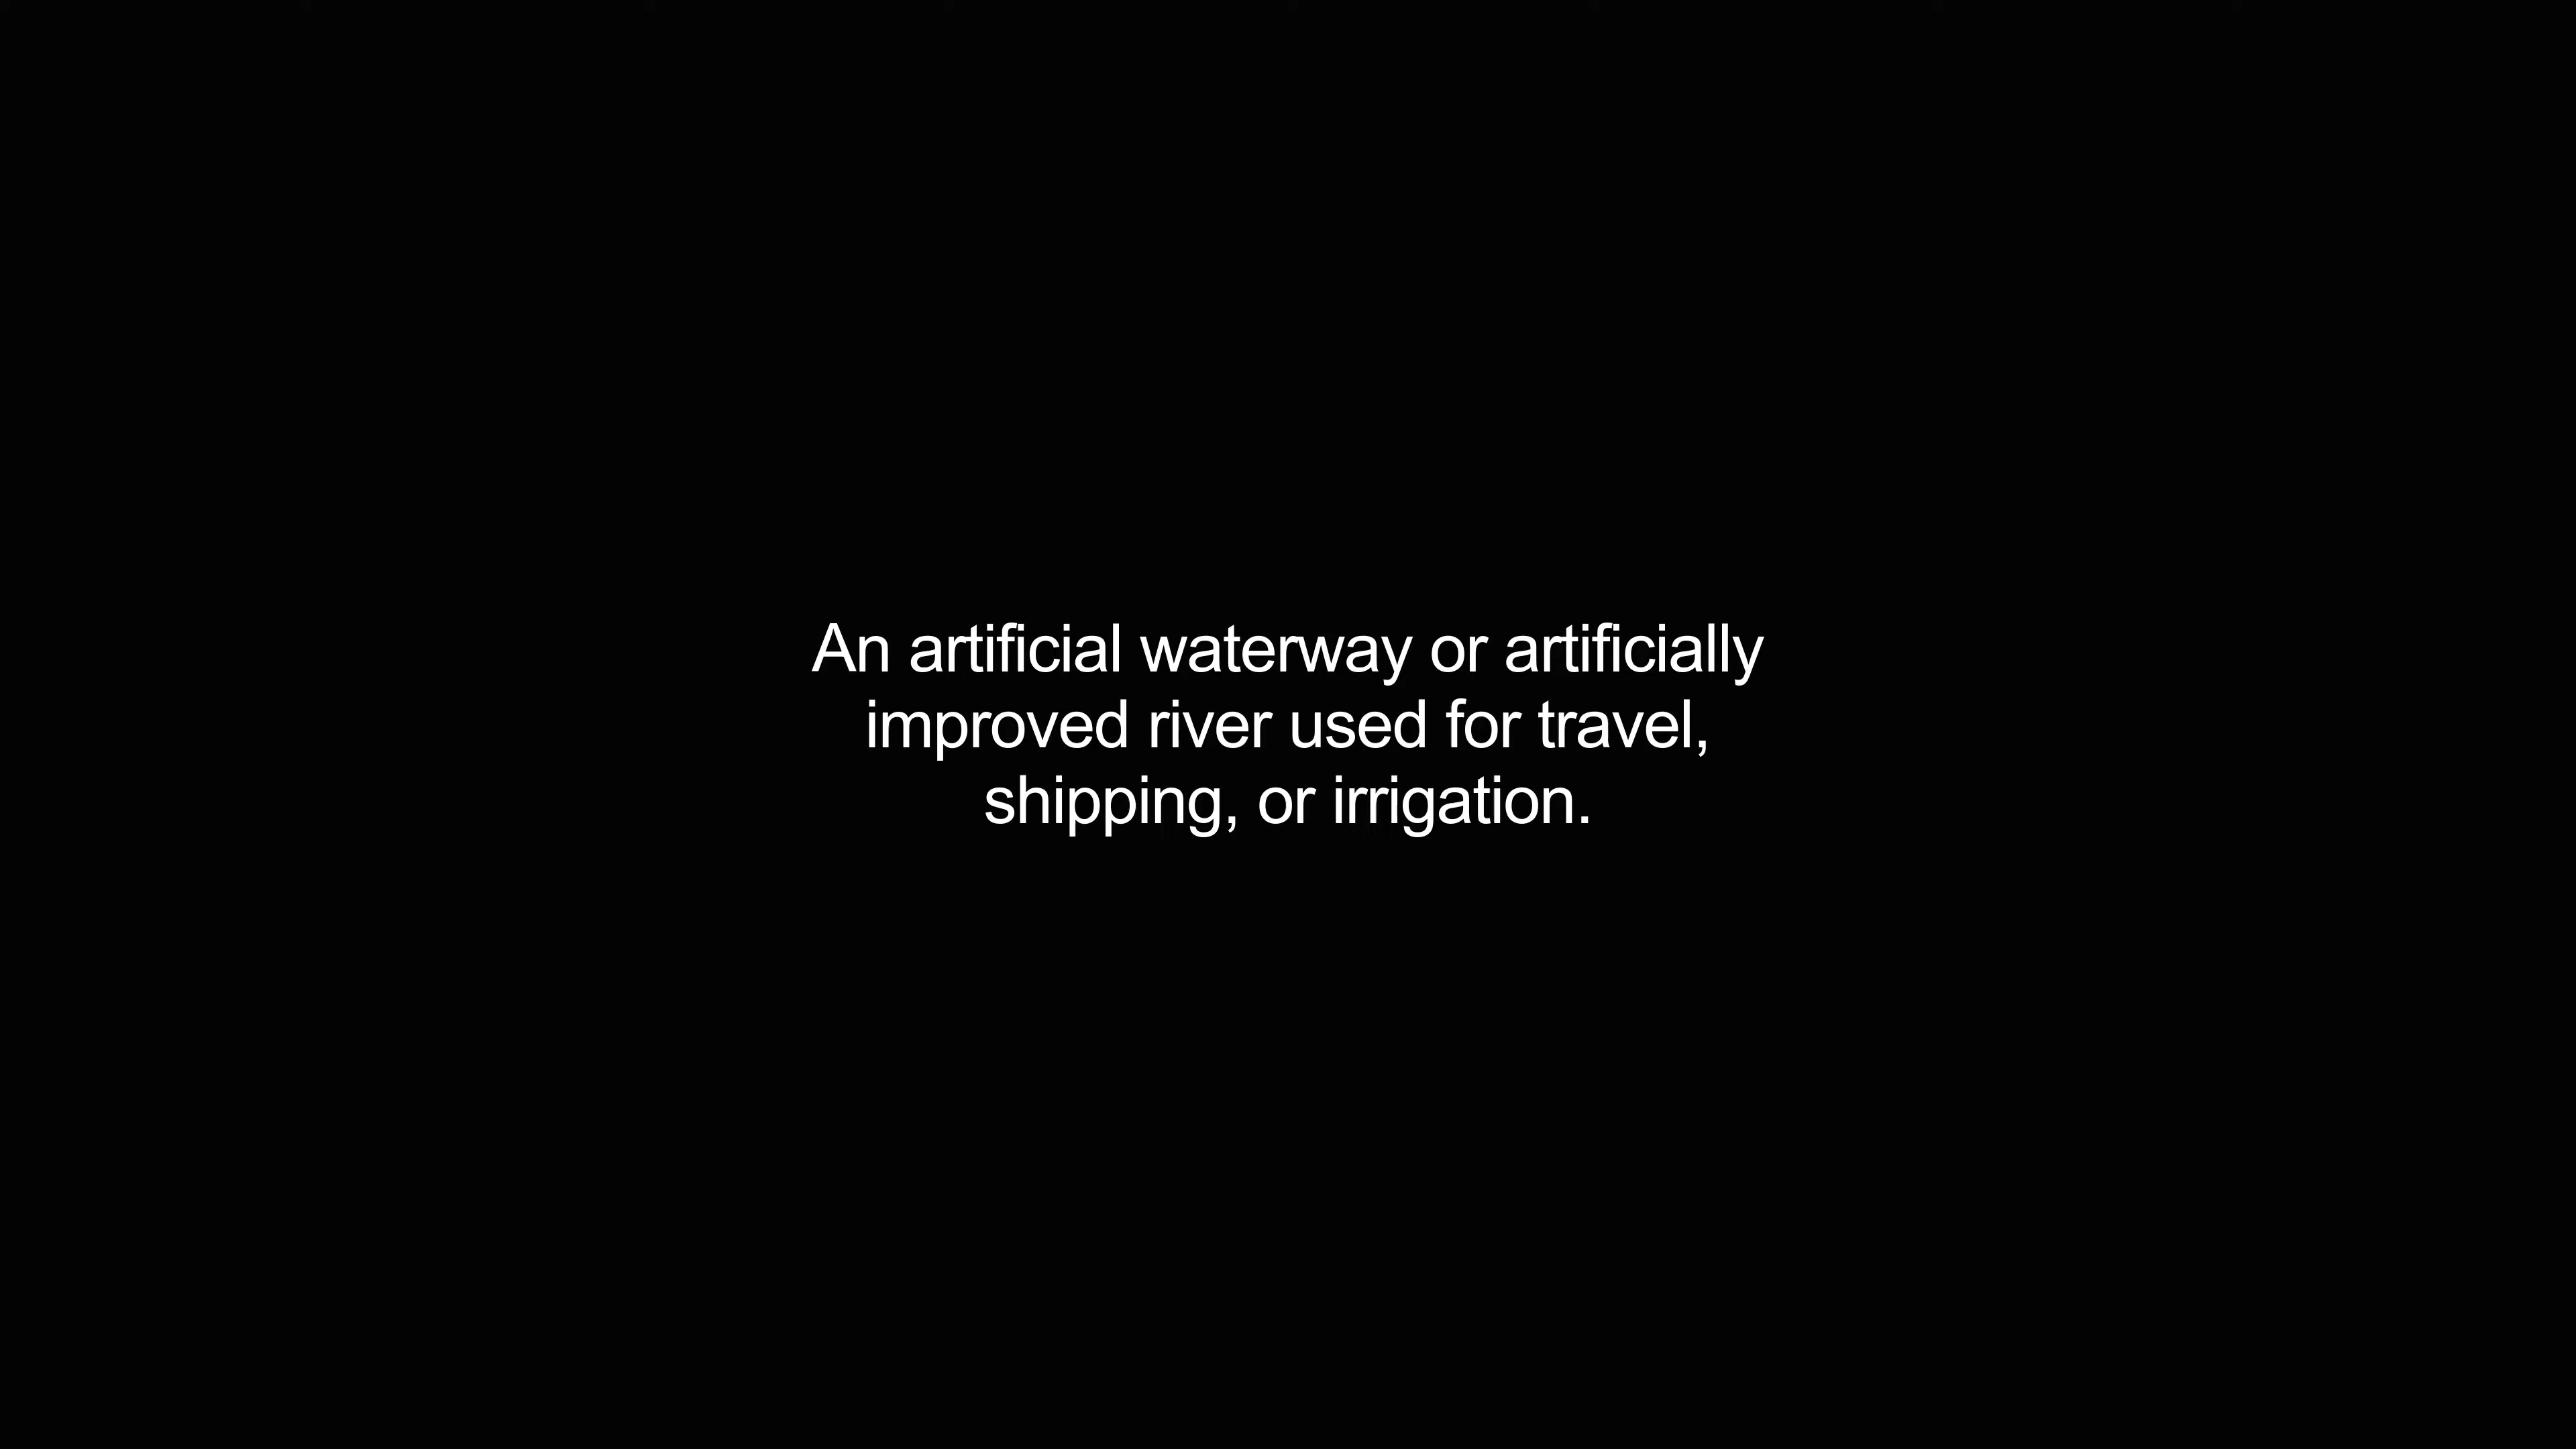 An artificial waterway or artificially
improved river used for travel,
shipping, or irrigation.